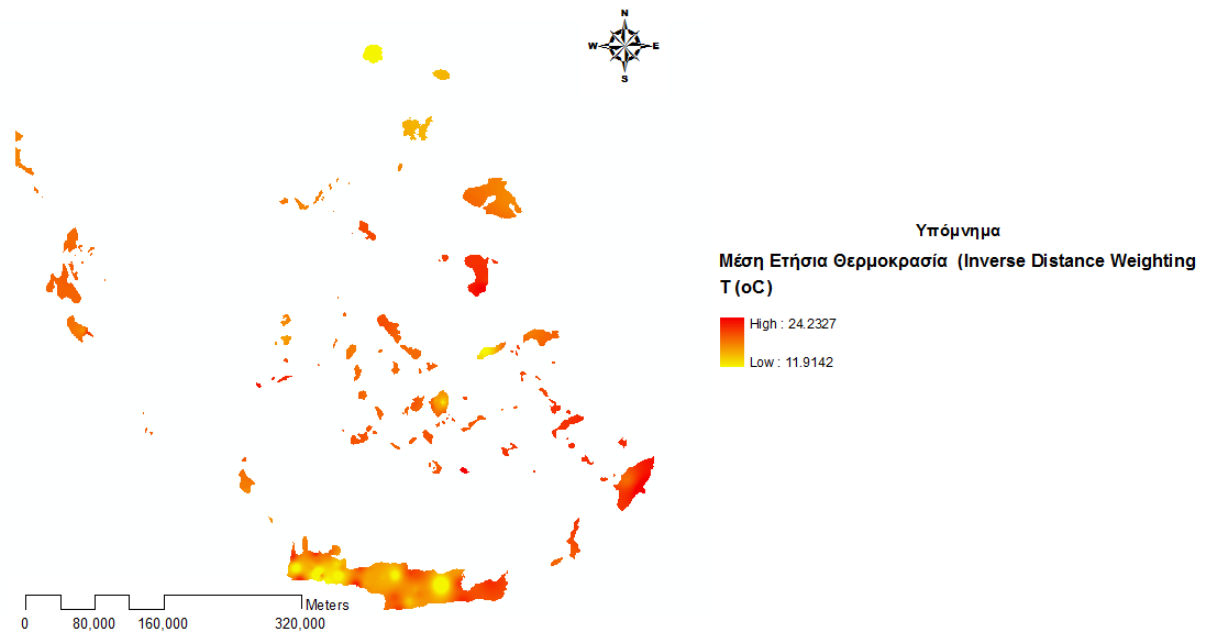 N
W E
S
Υπόμνημα
Μέση Ετήσια Θερμοκρασία (Inverse Distance Weighting
T (oC)
High : 24.2327
Low : 11.9142
Meters
0 80,000 160,000 320,000